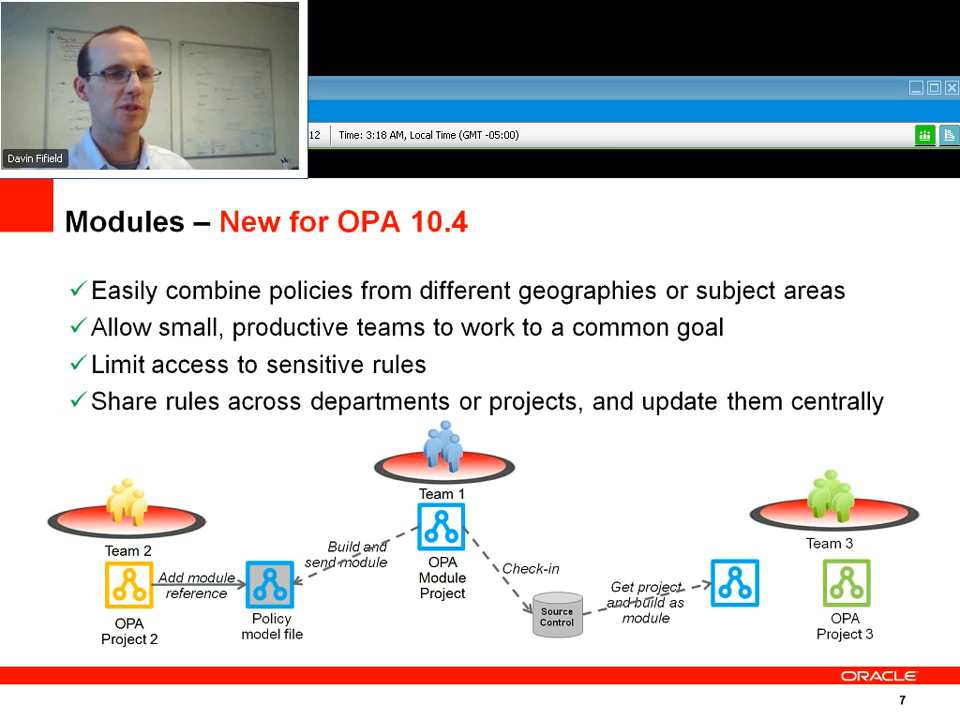 Davin Fifield
12
Time: 3:18 AM, Local Time (GMT -05:00)
Modules – New for OPA 10.4
Easily combine policies from different geographies or subject areas
Allow small, productive teams to work to a common goal
Limit access to sensitive rules
Share rules across departments or projects, and update them centrally
Team 1
Team 2
Team 3
Build and
send module
OPA
Module
Project
Check-in
Add module
reference
Get project
and build as
module
Source
Control
OPA
Project 2
Policy
model file
OPA
Project 3
ORACLE
7